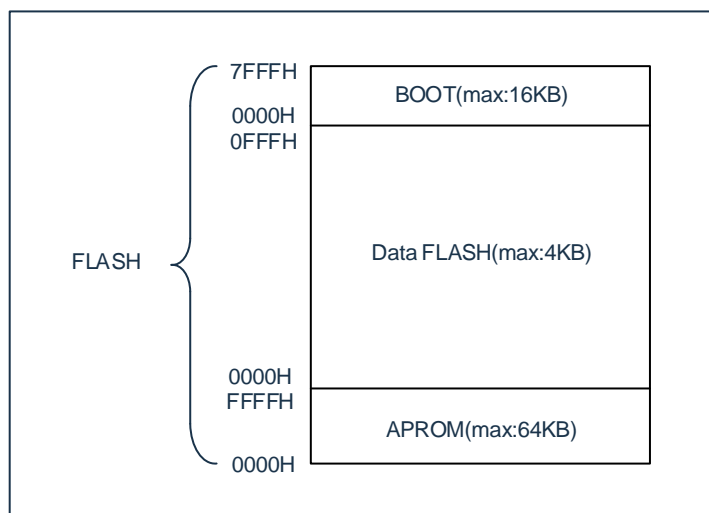 7FFFH
BOOT(max:16KB)
0000H
0FFFH
FLASH
Data FLASH(max:4KB)
0000H
FFFFH
APROM(max:64KB)
0000H